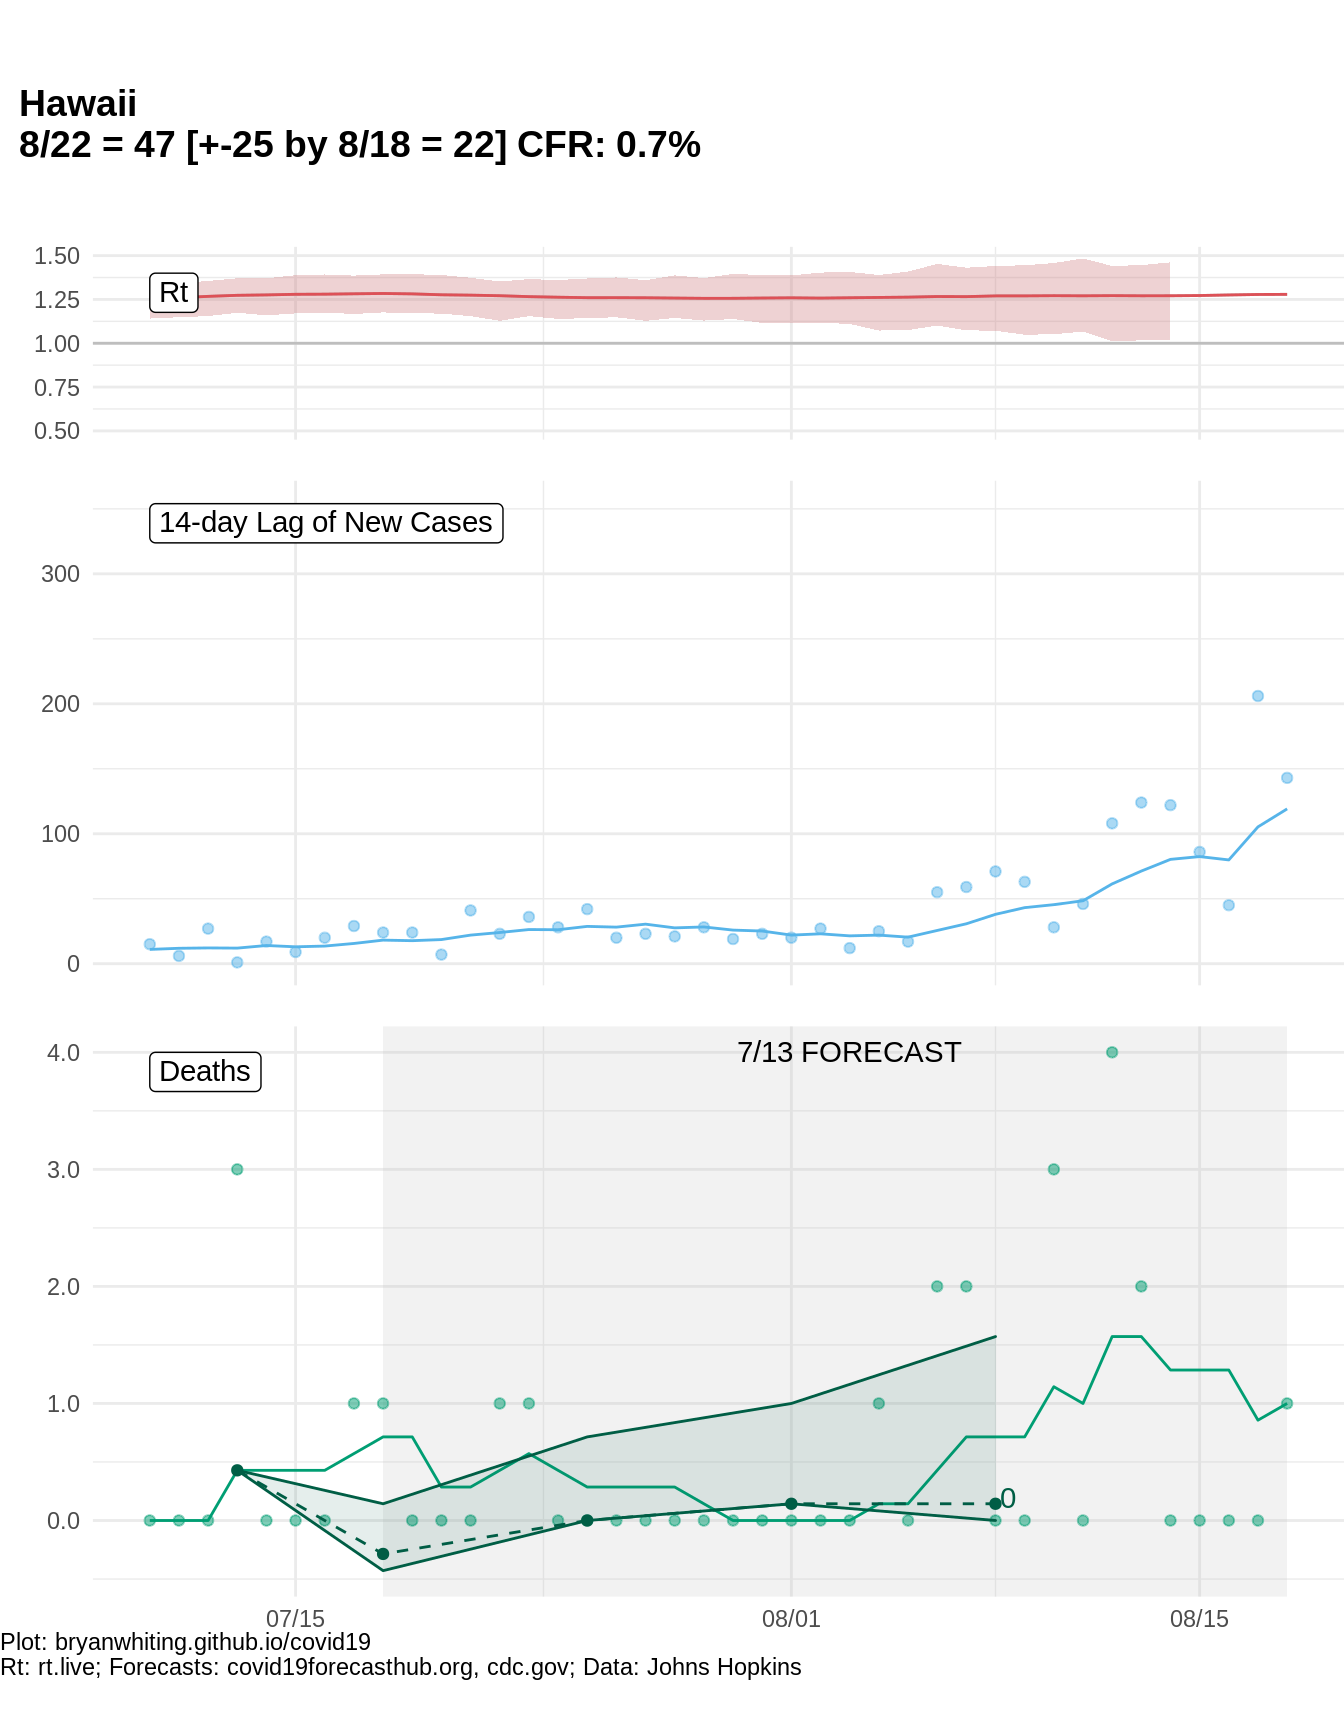 Hawaii
8/22 = 47 [+-25 by 8/18 = 22] CFR: 0.7%
1.50
1.25
1.00
0.75
0.50
Rt
14-day Lag of New Cases
300
200
100
0
Deaths
7/13 FORECAST
4.0
3.0
2.0
1.0
0.0
0
07/15
08/01
08/15
Plot: bryanwhiting.github.io/covid19
Rt: rt.live; Forecasts: covid19forecasthub.org, cdc.gov; Data: Johns Hopkins